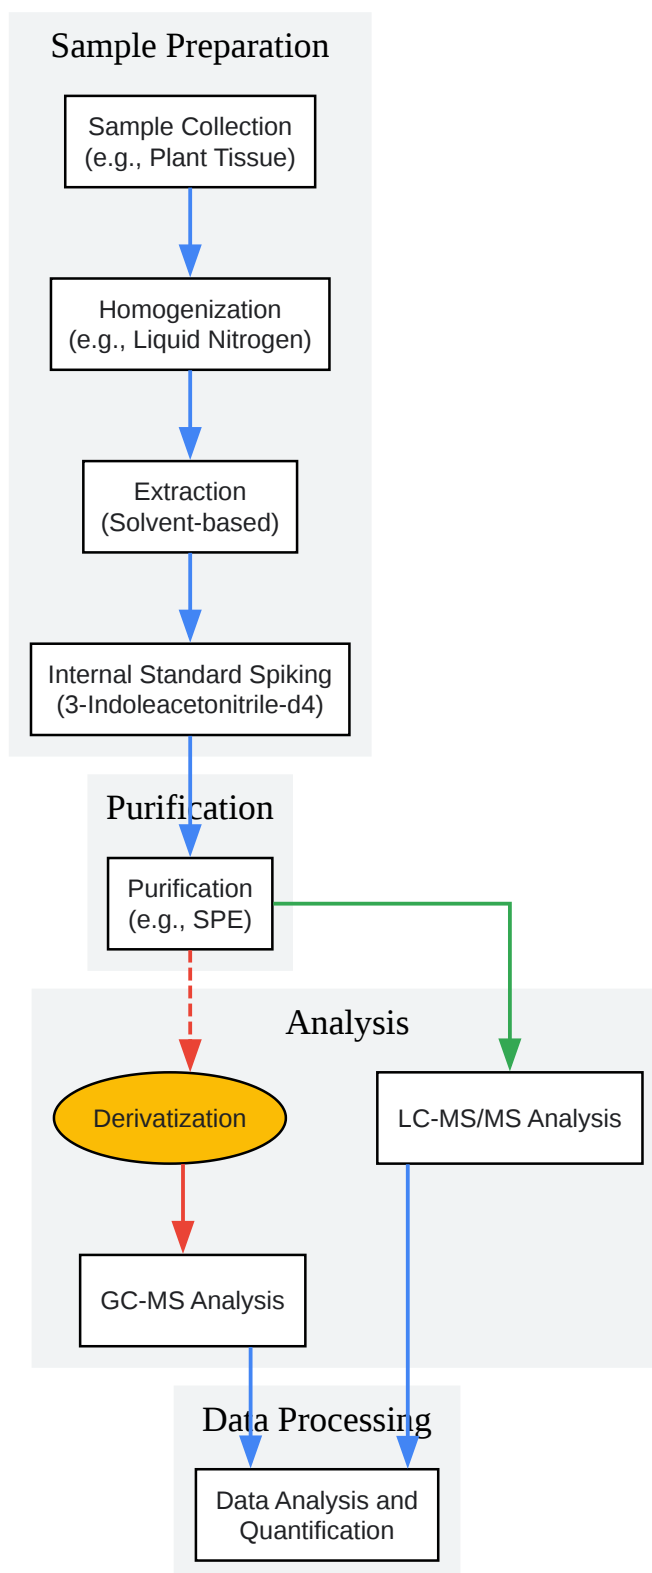 Sample Preparation
Sample Collection
(e.g., Plant Tissue)
Homogenization
(e.g., Liquid Nitrogen)
Extraction
(Solvent-based)
Internal Standard Spiking
(3-Indoleacetonitrile-d4)
Purification
Purification
(e.g., SPE)
Analysis
Derivatization
LC-MS/MS Analysis
GC-MS Analysis
Data Processing
Data Analysis and
Quantification